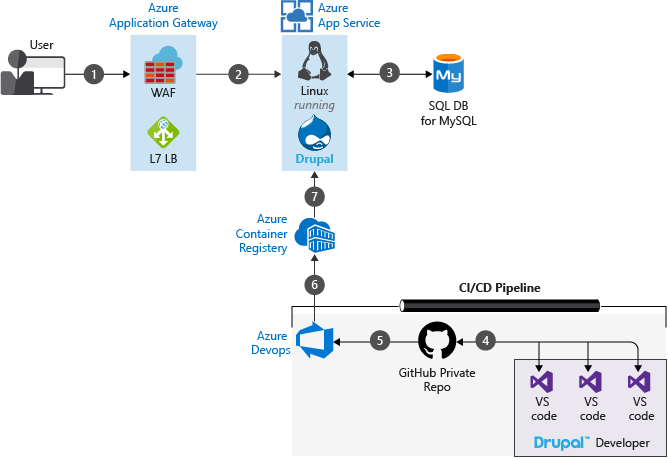 Azure
Application Gateway
Azure
App Service
User
1
WAF
L7 LB
2
Linux
running
Drupal
3
My
SQL DB
for MySQL
7
Azure
Container
Registery
6
CI/CD Pipeline
Azure
Devops
5
GitHub Private
Repo
4
VS
code
VS
code
VS
code
Drupal™ Developer